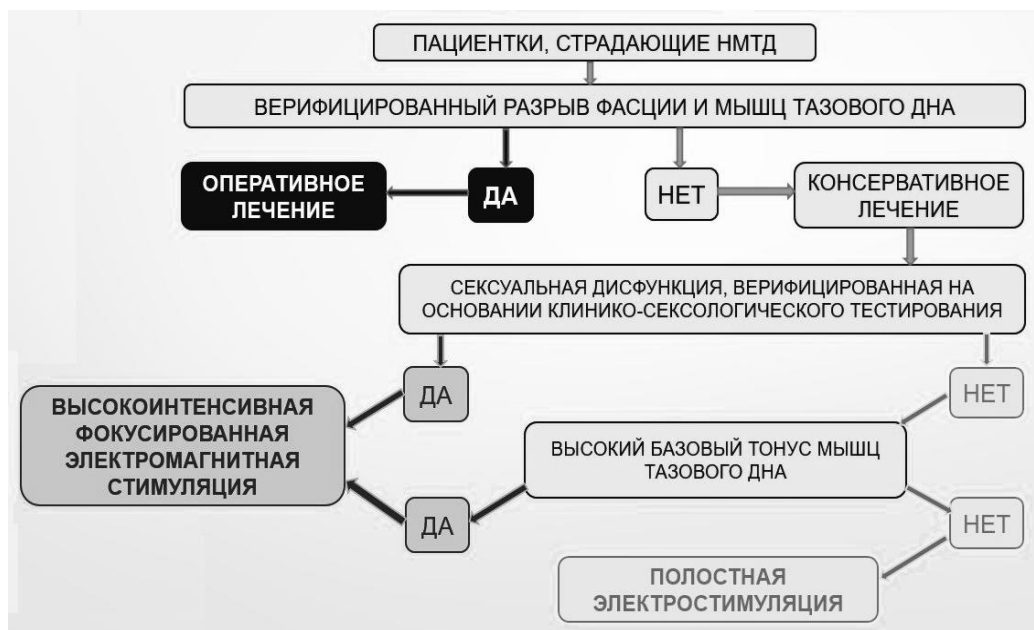 ПАЦИЕНТКИ, СТРАДАЮЩИЕ НМТД
ВЕРИФИЦИРОВАННЫЙ РАЗРЫВ ФАСЦИИ И МЫШЦ ТАЗОВОГО ДНА
ОПЕРАТИВНОЕ
ЛЕЧЕНИЕ
ДА
НЕТ
КОНСЕРВАТИВНОЕ
ЛЕЧЕНИЕ
СЕКСУАЛЬНАЯ ДИСФУНКЦИЯ, ВЕРИФИЦИРОВАННАЯ НА
ОСНОВАНИИ КЛИНИКО-СЕКСОЛОГИЧЕСКОГО ТЕСТИРОВАНИЯ
ДА
НЕТ
ВЫСОКОИНТЕНСИВНАЯ
ФОКУСИРОВАННАЯ
ЭЛЕКТРОМАГНИТНАЯ
СТИМУЛЯЦИЯ
ВЫСОКИЙ БАЗОВЫЙ ТОНУС МЫШЦ
ТАЗОВОГО ДНА
ДА
НЕТ
ПОЛОСТНАЯ
ЭЛЕКТРОСТИМУЛЯЦИЯ